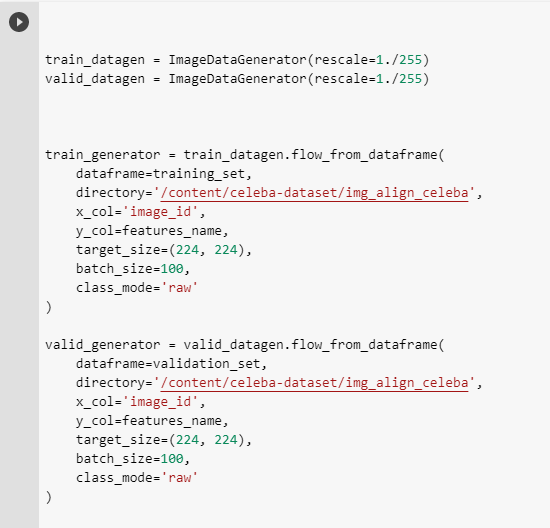 train_datagen = ImageDataGenerator(rescale=1./255)
valid_datagen = ImageDataGenerator(rescale=1./255)
train_generator = train_datagen.flow_from_dataframe(
    dataframe=training_set,
    directory='/content/celeba-dataset/img_align_celeba',
    x_col='image_id',
    y_col=features_name,
    target_size=(224, 224),
    batch_size=100,
    class_mode='raw'
)
valid_generator = valid_datagen.flow_from_dataframe(
    dataframe=validation_set,
    directory='/content/celeba-dataset/img_align_celeba',
    x_col='image_id',
    y_col=features_name,
    target_size=(224, 224),
    batch_size=100,
    class_mode='raw'
)